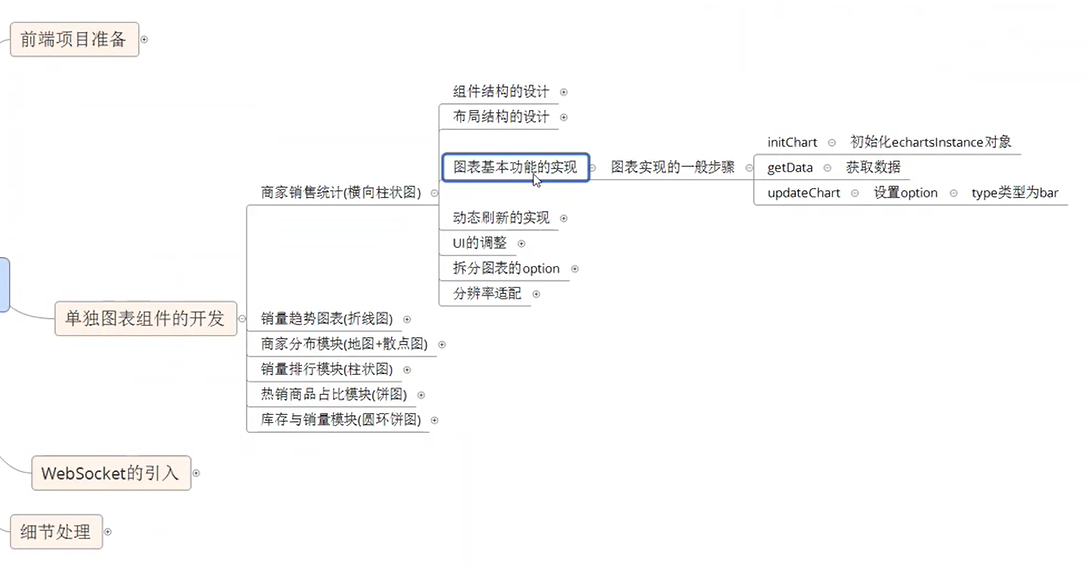 前端项目准备
单独图表组件的开发
商家销售统计(横向柱状图)
组件结构的设计
布局结构的设计
图表基本功能的实现
图表实现的一般步骤
initChart
初始化echartsInstance对象
getData
获取数据
updateChart
设置option
type类型为bar
动态刷新的实现
UI的调整
拆分图表的option
分辨率适配
销量趋势图表(折线图)
商家分布模块(地图+散点图)
销量排行模块(柱状图)
热销商品占比模块(饼图)
库存与销量模块(圆环饼图)
WebSocket的引入
细节处理